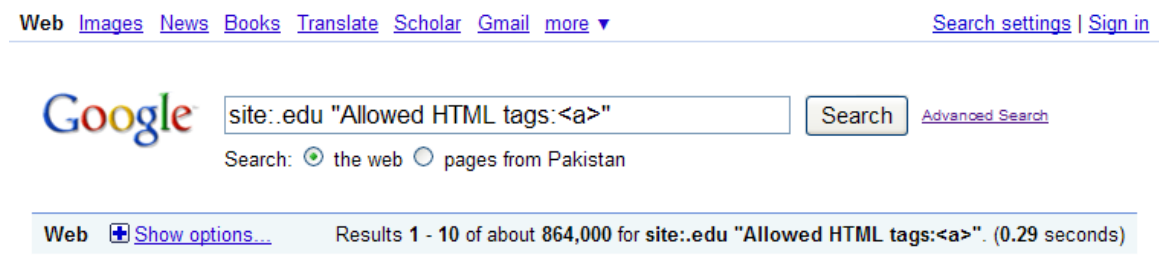 Web Images News Books Translate Scholar Gmail more ▼ Search settings | Sign in
Google site:.edu "Allowed HTML tags:<a>" Search Advanced Search
Search: the web pages from Pakistan
Web Show options... Results 1 - 10 of about 864,000 for site:.edu "Allowed HTML tags:<a>". (0.29 seconds)